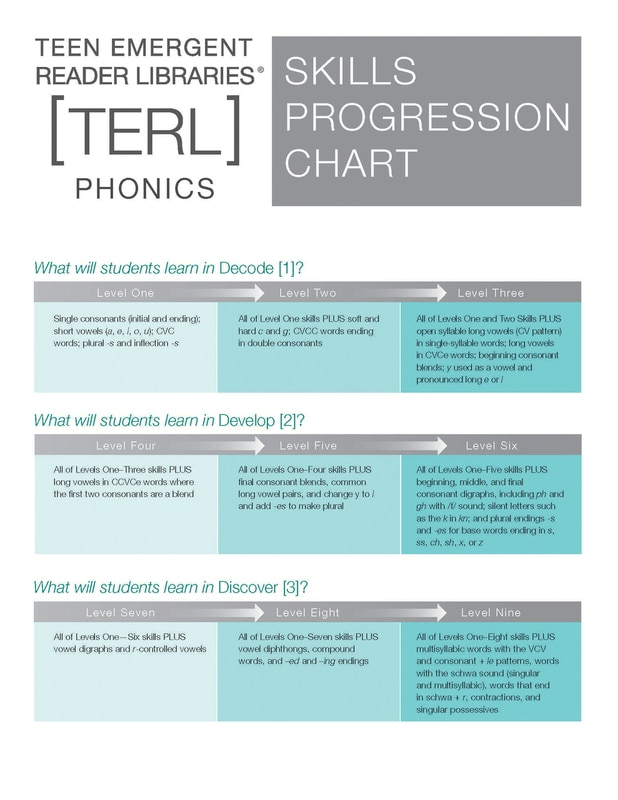 TEEN EMERGENT
READER LIBRARIES®
[TERL]
PHONICS
SKILLS
PROGRESSION
CHART
What will students learn in Decode [1]?
Level One
Level Two
Level Three
Single consonants (initial and ending);
short vowels (a, e, i, o, u); CVC
words; plural -s and inflection -s
All of Level One skills PLUS soft and
hard c and g; CVCC words ending
in double consonants
All of Levels One and Two Skills PLUS
open syllable long vowels (CV pattern)
in single-syllable words; long vowels
in CVCe words; beginning consonant
blends; y used as a vowel and
pronounced long e or i
What will students learn in Develop [2]?
Level Four
Level Five
Level Six
All of Levels One–Three skills PLUS
long vowels in CCVCe words where
the first two consonants are a blend
All of Levels One–Four skills PLUS
final consonant blends, common
long vowel pairs, and change y to i
and add -es to make plural
All of Levels One–Five skills PLUS
beginning, middle, and final
consonant digraphs, including ph and
gh with /f/ sound; silent letters such
as the k in kn; and plural endings -s
and -es for base words ending in s,
ss, ch, sh, x, or z
What will students learn in Discover [3]?
Level Seven
Level Eight
Level Nine
All of Levels One—Six skills PLUS
vowel digraphs and r-controlled vowels
All of Levels One–Seven skills PLUS
vowel diphthongs, compound
words, and –ed and –ing endings
All of Levels One–Eight skills PLUS
multisyllabic words with the VCV
and consonant + le patterns, words
with the schwa sound (singular
and multisyllabic), words that end
in schwa + r, contractions, and
singular possessives